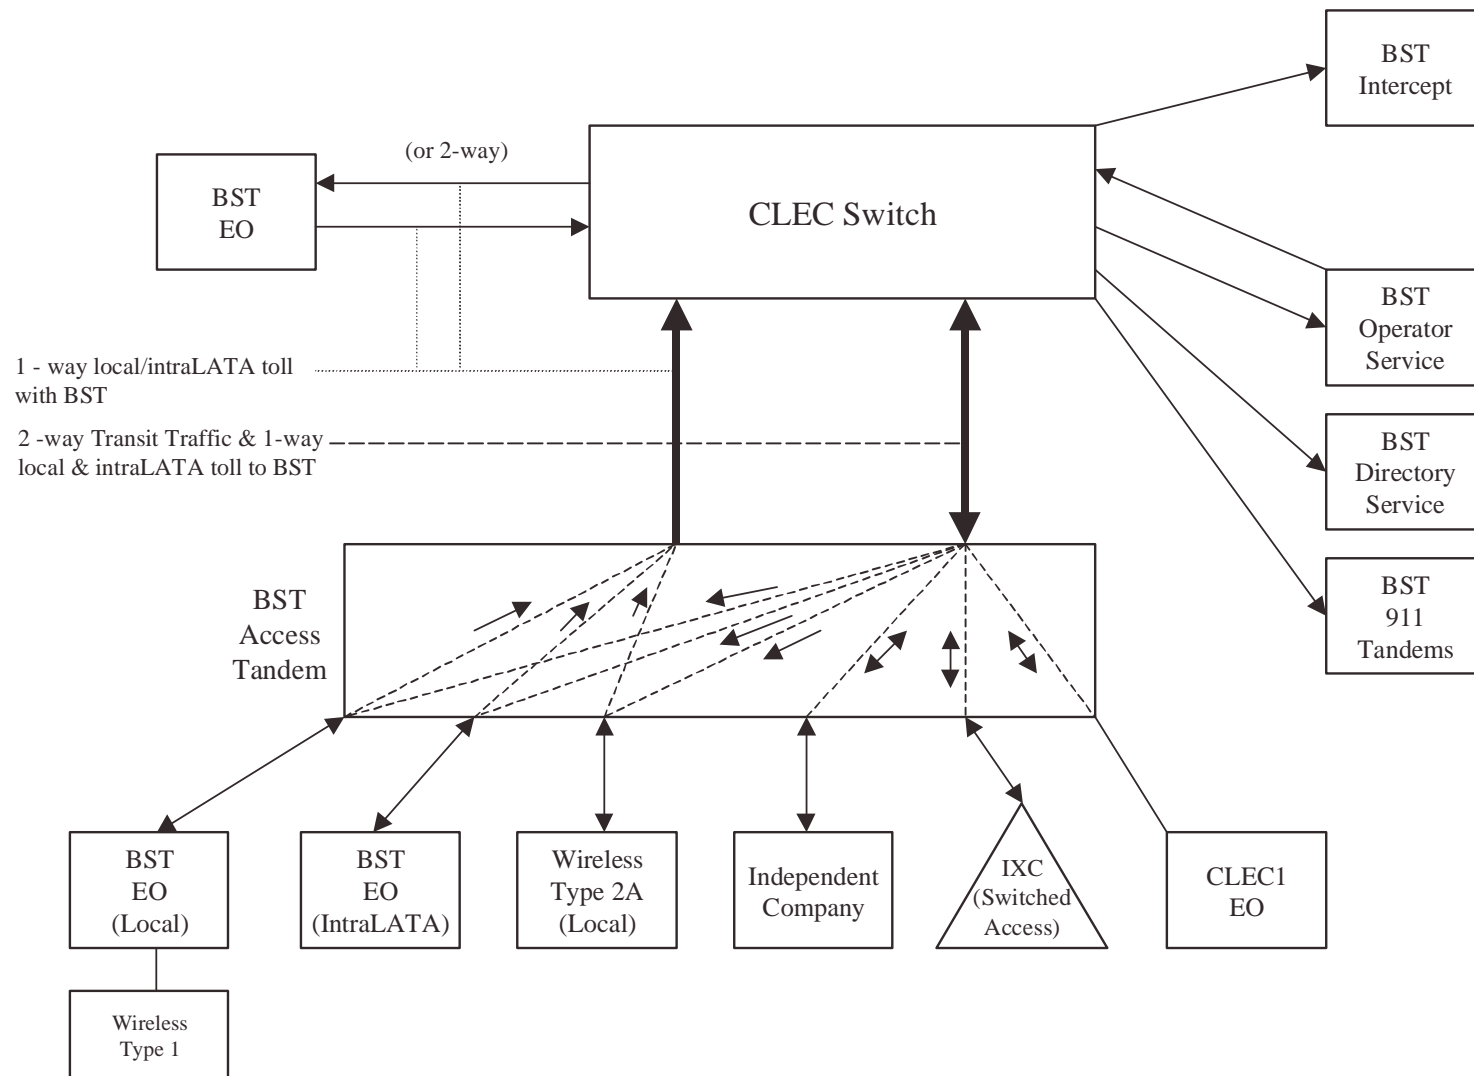 BST
Intercept
(or 2-way)
BST
EO
CLEC Switch
BST
Operator
Service
1 - way local/intraLATA toll
with BST
2 -way Transit Traffic & 1-way
local & intraLATA toll to BST
BST
Directory
Service
BST
911
Tandems
BST
Access
Tandem
BST
EO
(Local)
BST
EO
(IntraLATA)
Wireless
Type 2A
(Local)
Independent
Company
IXC
(Switched
Access)
CLEC1
EO
Wireless
Type 1